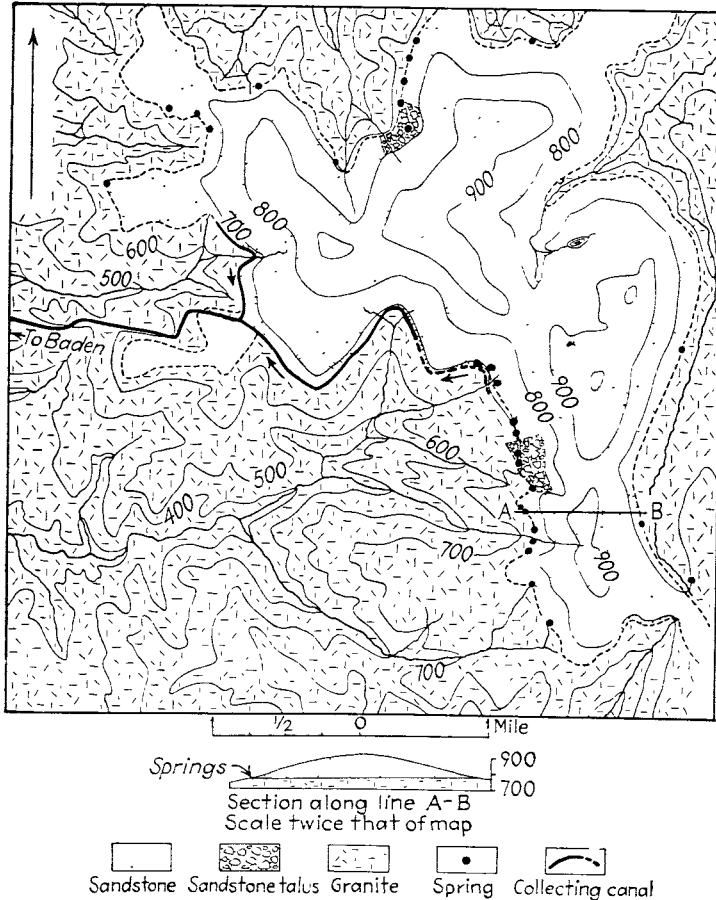 800
900
700
800
600
500
To Baden
900
800
600
500
400
A B
700
900
700
1/2 0 1 Mile
Springs
900
700
Section along line A-B
Scale twice that of map
Sandstone Sandstone talus Granite Spring Collecting canal